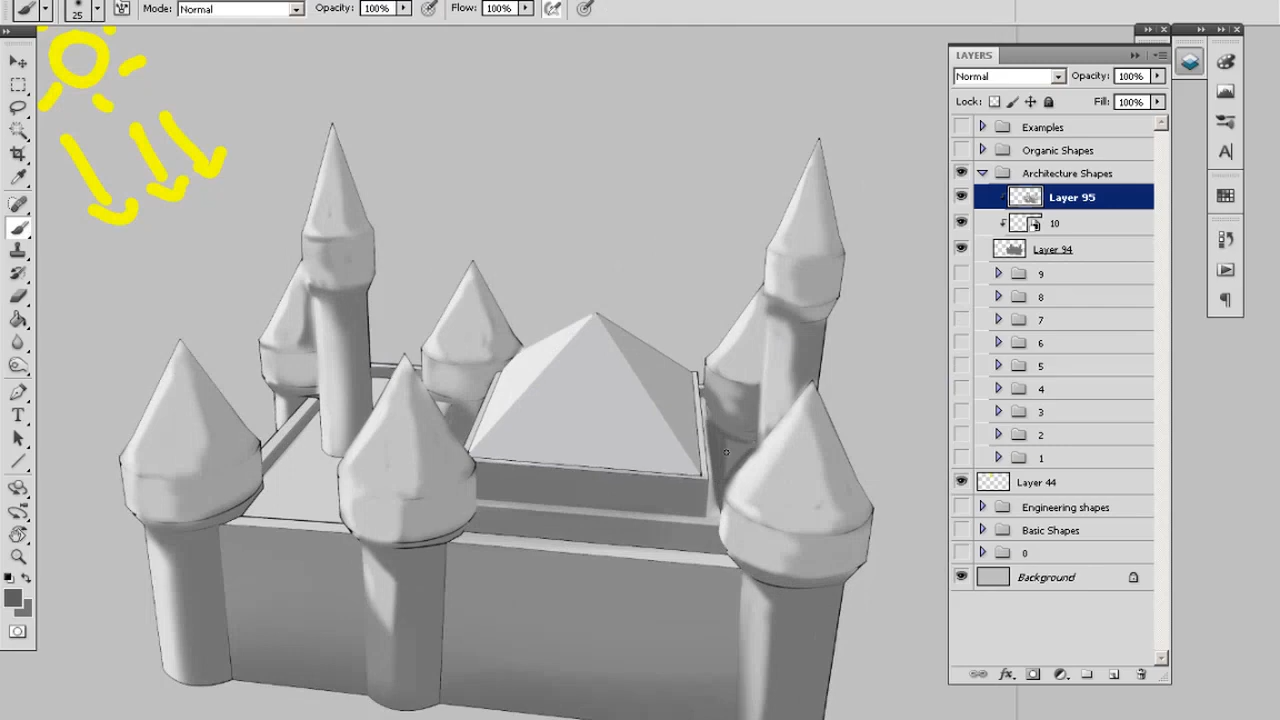 25
Mode:
Normal
Opacity:
100%
Flow:
100%
LAYERS
Normal
Opacity:
100%
Lock:
Fill:
100%
Examples
Organic Shapes
Architecture Shapes
Layer 95
10
Layer 94
9
8
7
6
5
4
3
2
1
Layer 44
Engineering shapes
Basic Shapes
0
Background